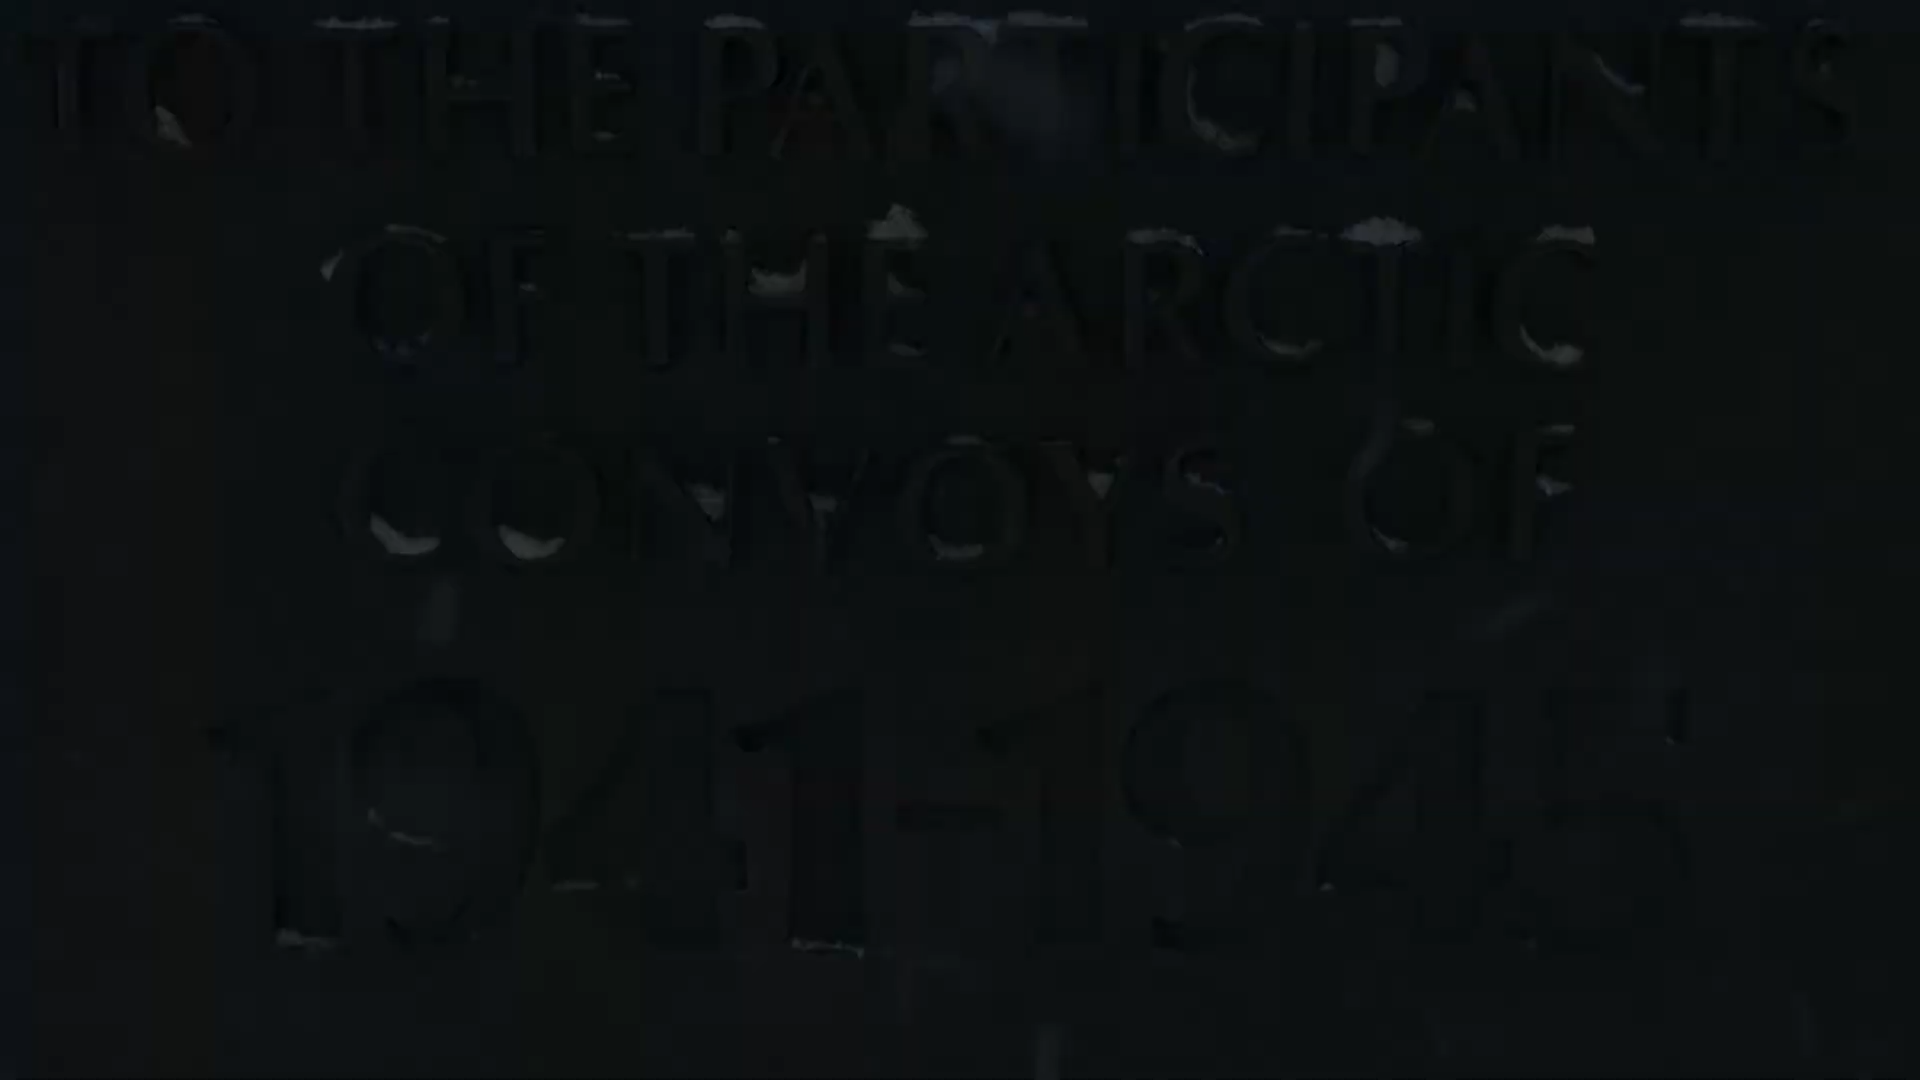 TO THE PARTICIPANTS
OF THE ARCTIC
CONVOYS OF
1941-1945